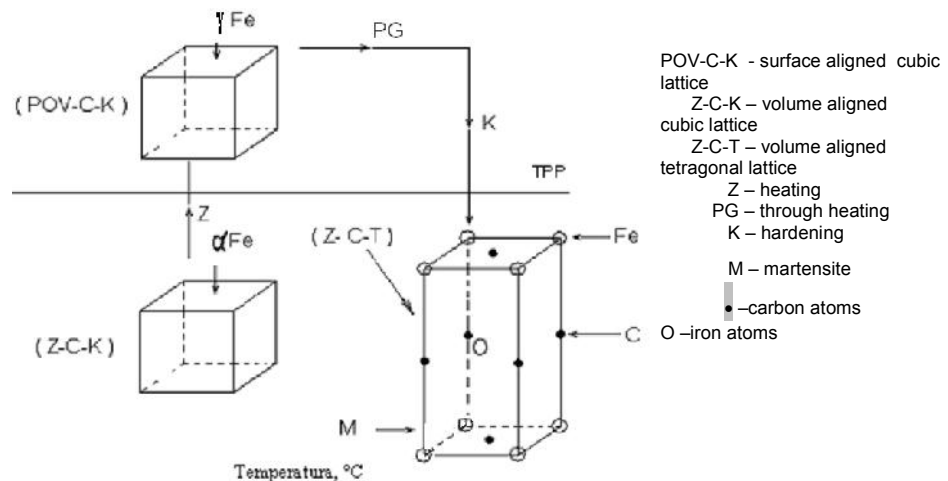 γ Fe
PG
( POV-C-K )
K
TPP
Z
αFe
( Z-C-T )
Fe
( Z-C-K )
O
C
M
Temperatura, °C
POV-C-K - surface aligned cubic
lattice
Z-C-K – volume aligned
cubic lattice
Z-C-T – volume aligned
tetragonal lattice
Z – heating
PG – through heating
K – hardening
M – martensite
• –carbon atoms
O –iron atoms